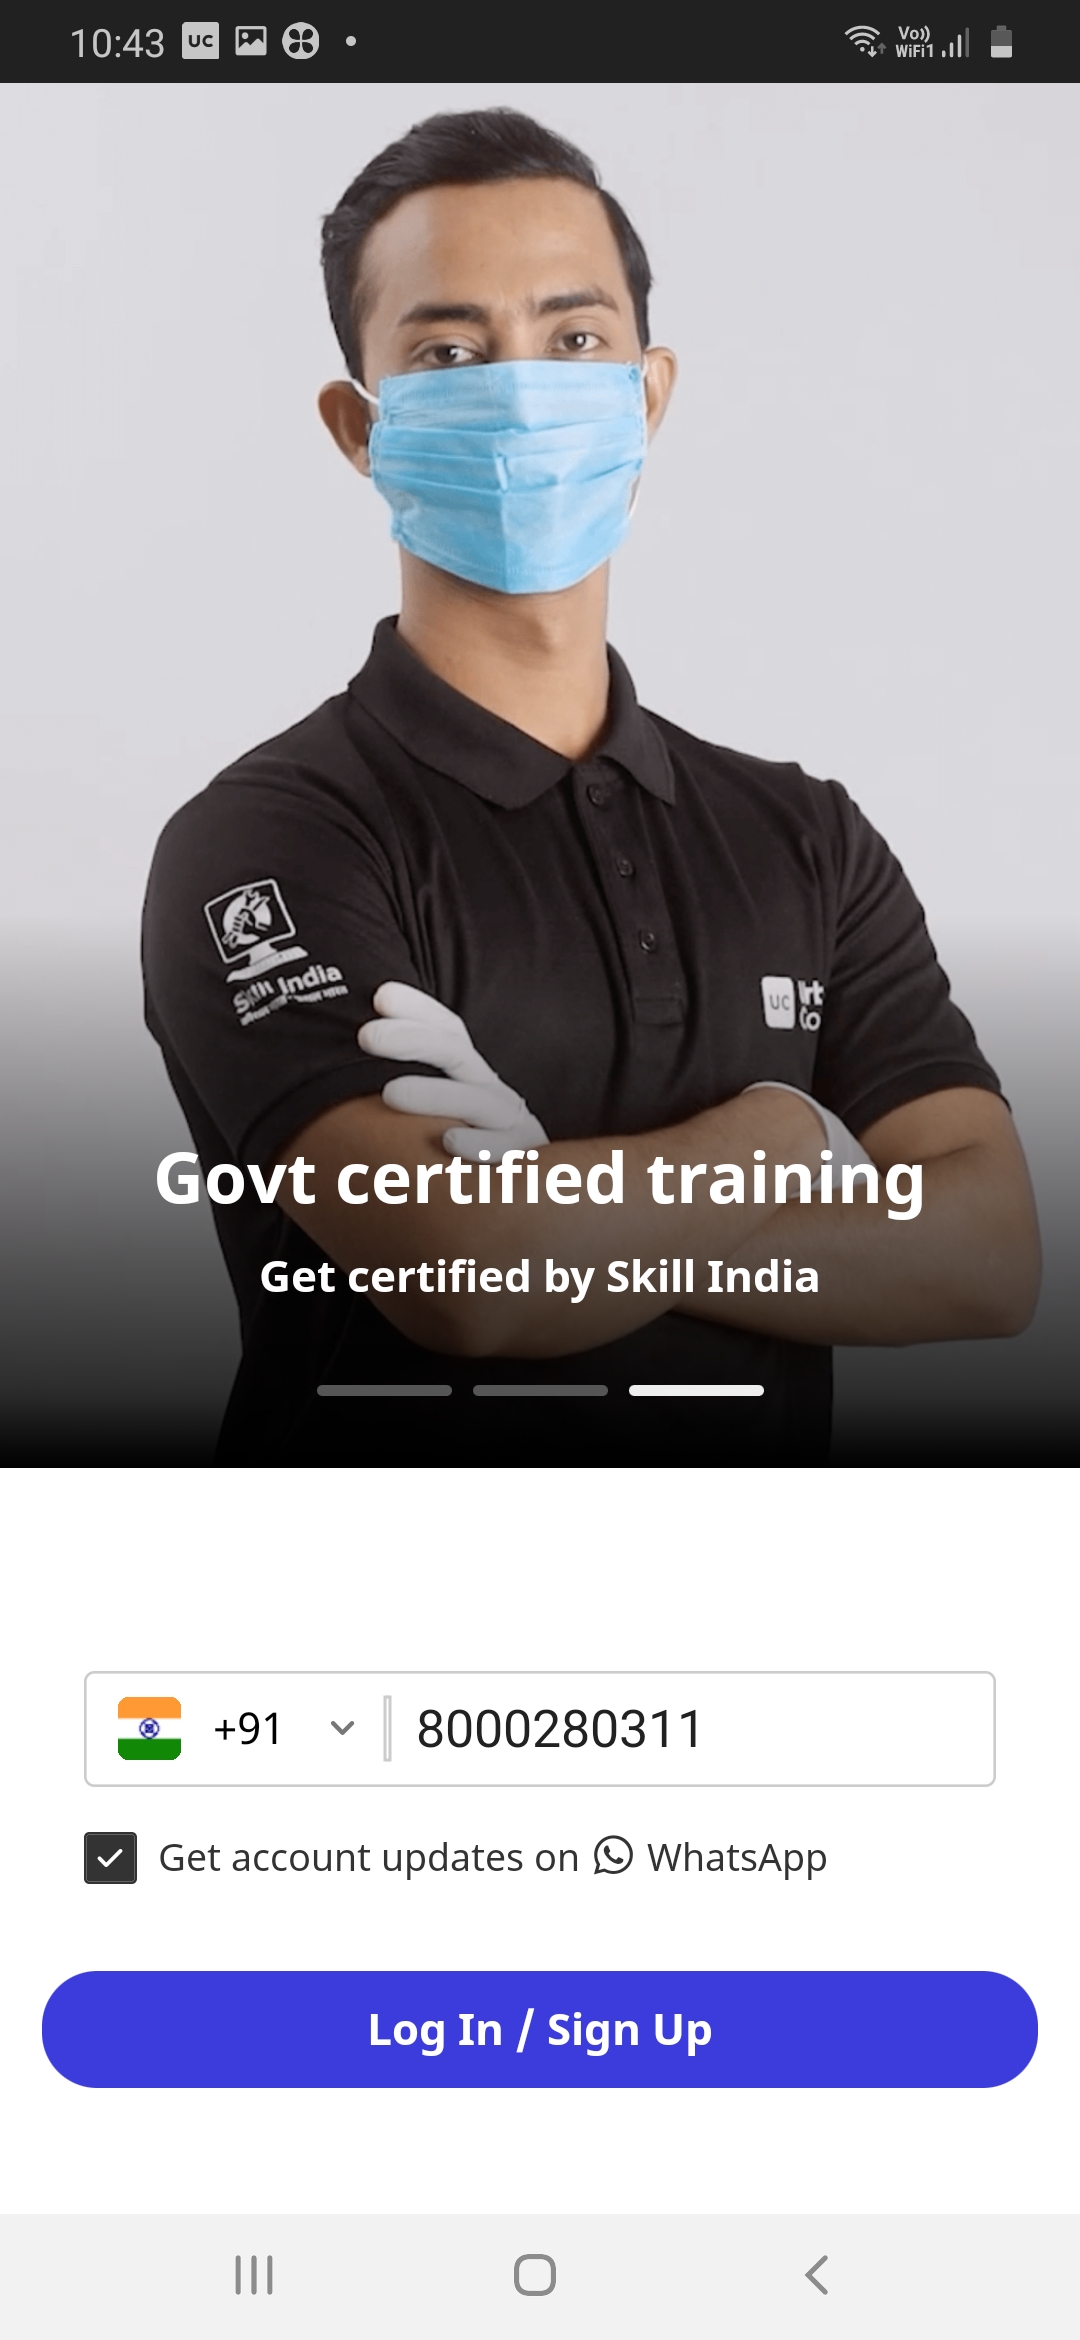 10:43
UC
Vo))
WiFi1
Skill India
UC
Govt certified training
Get certified by Skill India
+91
8000280311
Get account updates on WhatsApp
Log In / Sign Up